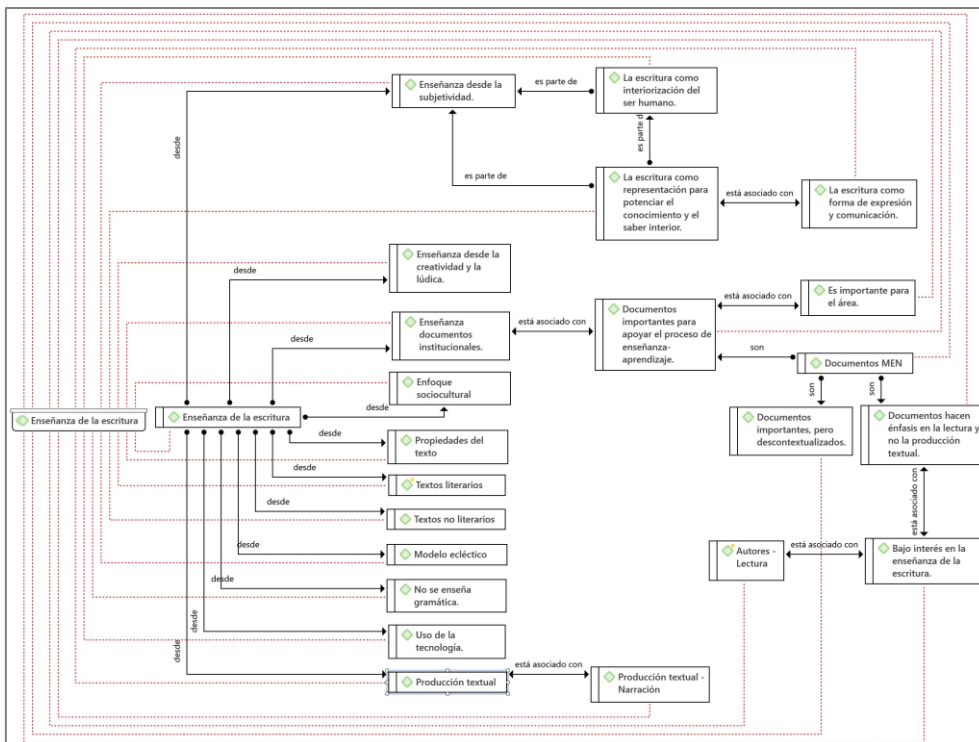 Enseñanza desde la
subjetividad.
es parte de
La escritura como
interiorización del
ser humano.
desde
es parte d
es parte de
La escritura como
representación para
potenciar el
conocimiento y el
saber interior.
está asociado con
La escritura como
forma de expresión
y comunicación.
desde
Enseñanza desde la
creatividad y la
lúdica.
está asociado con
Es importante para
el área.
desde
Enseñanza
documentos
institucionales.
está asociado con
Documentos
importantes para
apoyar el proceso de
enseñanza-
aprendizaje.
son
Documentos MEN
son
son
Enfoque
sociocultural
desde
Enseñanza de la escritura
Enseñanza de la escritura
desde
Propiedades del
texto
Documentos
importantes, pero
descontextualizados.
Documentos hacen
énfasis en la lectura y
no la producción
textual.
desde
Textos literarios
desde
Textos no literarios
está asociado con
desde
Modelo ecléctico
Autores -
Lectura
está asociado con
Bajo interés en la
enseñanza de la
escritura.
desde
No se enseña
gramática.
desde
Uso de la
tecnología.
desde
Producción textual
está asociado con
Producción textual -
Narración